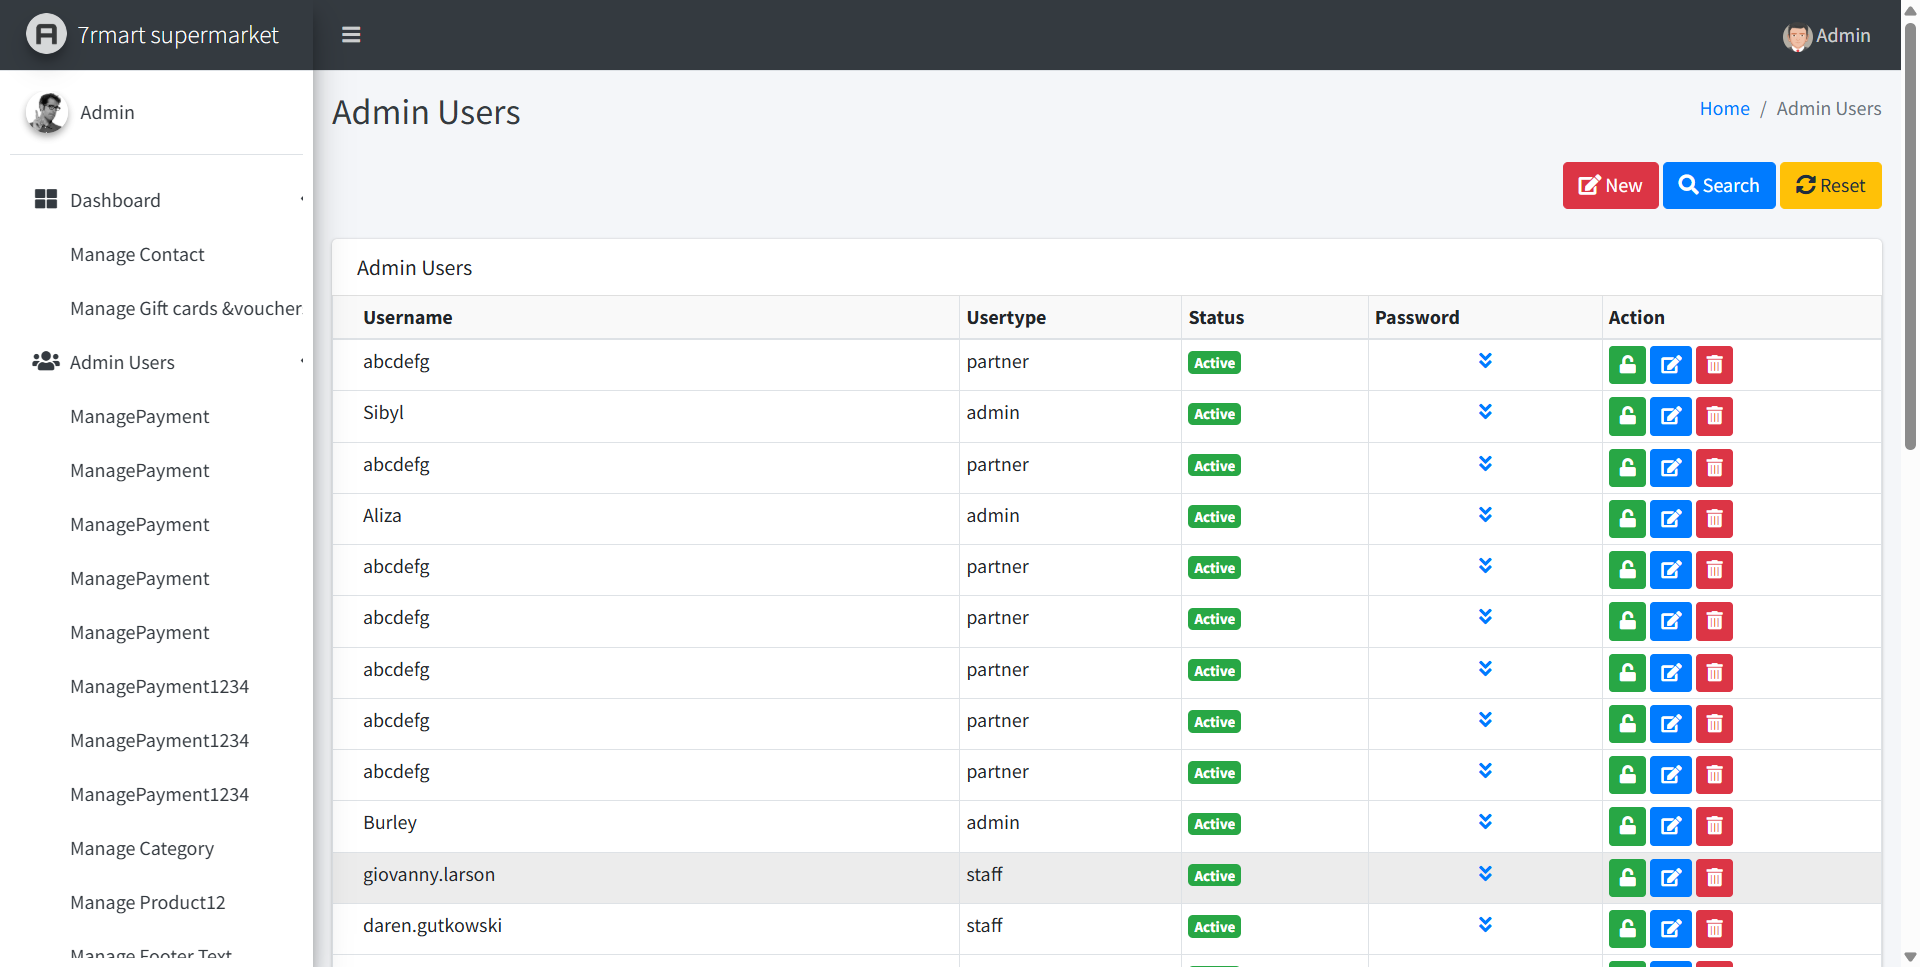 7rmart supermarket
Admin
Admin
Admin Users
Home / Admin Users
New Search Reset
Dashboard
Manage Contact
Manage Gift cards &voucher
Admin Users
ManagePayment
ManagePayment
ManagePayment
ManagePayment
ManagePayment
ManagePayment1234
ManagePayment1234
ManagePayment1234
Manage Category
Manage Product12
Manage Footer Text
Admin Users
Username Usertype Status Password Action
abcdefg partner Active
Sibyl admin Active
abcdefg partner Active
Aliza admin Active
abcdefg partner Active
abcdefg partner Active
abcdefg partner Active
abcdefg partner Active
abcdefg partner Active
Burley admin Active
giovanny.larson staff Active
daren.gutkowski staff Active